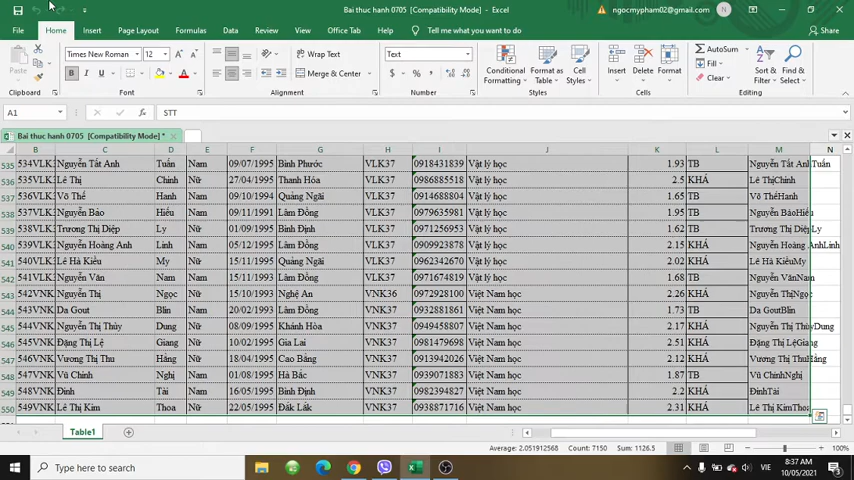 Bai thuc hanh 0705 [Compatibility Mode] - Excel
ngocmypham02@gmail.com N
File Home Insert Page Layout Formulas Data Review View Office Tab Help Tell me what you want to do Share
Paste Times New Roman 12 A A Wrap Text Text AutoSum
B I U A Merge & Center $ % Conditional Formatting Format as Table Cell Styles Insert Delete Format Fill Clear Sort & Filter Find & Select
Clipboard Font Alignment Number Styles Cells Editing
A1 fx STT
Bai thuc hanh 0705 [Compatibility Mode] *
B C D E F G H I J K L M N
535 534VLK3 Nguyễn Tất Anh Tuấn Nam 09/07/1995 Bình Phước VLK37 0918431839 Vật lý học 1.93 TB Nguyễn Tất AnhTuấn
536 535VLK3 Lê Thị Chinh Nữ 27/04/1995 Thanh Hóa VLK37 0986885518 Vật lý học 2.5 KHÁ Lê ThịChinh
537 536VLK3 Võ Thế Hanh Nam 09/10/1994 Quảng Ngãi VLK37 0914688804 Vật lý học 1.65 TB Võ ThếHanh
538 537VLK3 Nguyễn Bảo Hiếu Nam 09/11/1991 Lâm Đồng VLK37 0979635981 Vật lý học 1.95 TB Nguyễn BảoHiếu
539 538VLK3 Trương Thị Diệp Ly Nữ 09/01/1995 Bình Định VLK37 0971256953 Vật lý học 1.62 TB Trương Thị DiệpLy
540 539VLK3 Nguyễn Hoàng Anh Linh Nam 05/12/1995 Lâm Đồng VLK37 0909923878 Vật lý học 2.15 KHÁ Nguyễn Hoàng AnhLinh
541 540VLK3 Lê Hà Kiều My Nữ 15/11/1995 Quảng Ngãi VLK37 0962342670 Vật lý học 2.02 KHÁ Lê Hà KiềuMy
542 541VLK3 Nguyễn Văn Nam Nam 15/11/1993 Lâm Đồng VLK37 0971674819 Vật lý học 1.68 TB Nguyễn VănNam
543 542VNK Nguyễn Thị Ngọc Nữ 15/10/1993 Nghệ An VNK36 0972928100 Việt Nam học 2.26 KHÁ Nguyễn ThịNgọc
544 543VNK Da Gout Blin Nam 20/02/1993 Lâm Đồng VNK37 0932881861 Việt Nam học 1.73 TB Da GoutBlin
545 544VNK Nguyễn Thị Thùy Dung Nữ 08/09/1995 Khánh Hòa VNK37 0949458807 Việt Nam học 2.17 KHÁ Nguyễn Thị ThùyDung
546 545VNK Đặng Thị Lệ Giang Nữ 10/02/1995 Gia Lai VNK37 0981479698 Việt Nam học 2.51 KHÁ Đặng Thị LệGiang
547 546VNK Vương Thị Thu Hằng Nữ 18/04/1995 Cao Bằng VNK37 0913942026 Việt Nam học 2.12 KHÁ Vương Thị ThuHằng
548 547VNK Vũ Chinh Nghị Nam 01/08/1995 Hà Bắc VNK37 0939071883 Việt Nam học 1.87 TB Vũ ChinhNghị
549 548VNK Đinh Tài Nam 16/05/1995 Bình Định VNK37 0982394827 Việt Nam học 2.2 KHÁ ĐinhTài
550 549VNK Lê Thị Kim Thoa Nữ 22/05/1995 Đắk Lắk VNK37 0938871716 Việt Nam học 2.31 KHÁ Lê Thị KimThoa
Table1
Average: 2.051912568 Count: 7150 Sum: 1126.5 100%
Type here to search
VIE 8:37 AM 10/05/2021 3